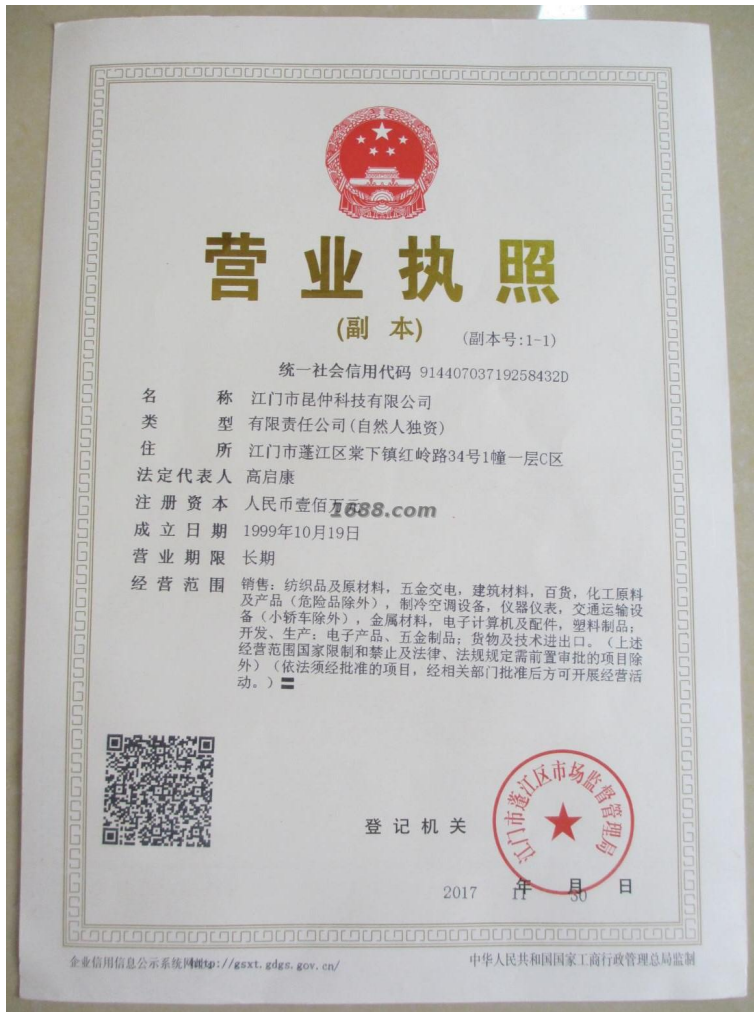 营业执照
(副 本) (副本号:1-1)
统一社会信用代码 91440703719258432D
名 称 江门市昆仲科技有限公司
类 型 有限责任公司(自然人独资)
住 所 江门市蓬江区棠下镇红岭路34号1幢一层C区
法定代表人 高启康
注册资本 人民币壹佰万元
1688.com
成立日期 1999年10月19日
营业期限 长期
经营范围 销售：纺织品及原材料，五金交电，建筑材料，百货，化工原料
及产品（危险品除外），制冷空调设备，仪器仪表，交通运输设
备（小轿车除外），金属材料，电子计算机及配件，塑料制品；
开发、生产：电子产品、五金制品；货物及技术进出口。（上述
经营范围国家限制和禁止及法律、法规规定需前置审批的项目除
外）（依法须经批准的项目，经相关部门批准后方可开展经营活
动。）
江门市蓬江区市场监督管理局
登记机关
2017 年 11 月 30 日
企业信用信息公示系统网址：http://gsxt.gdgs.gov.cn/ 中华人民共和国国家工商行政管理总局监制